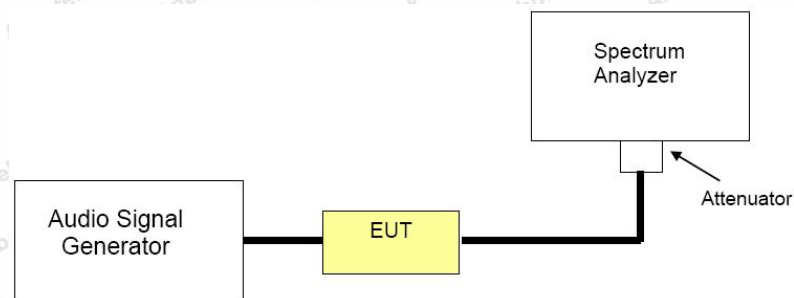 Spectrum
Analyzer
Attenuator
Audio Signal
Generator
EUT